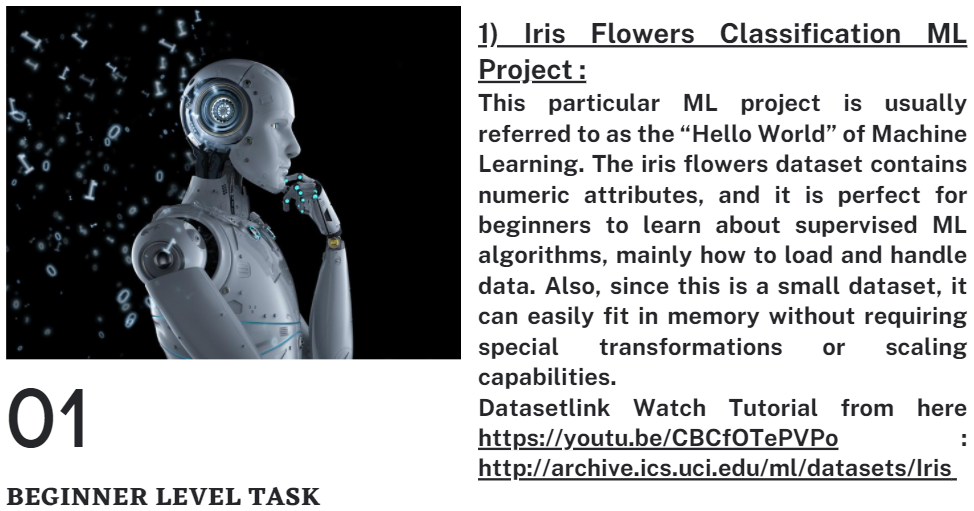 1) Iris Flowers Classification ML
Project :
This particular ML project is usually
referred to as the “Hello World” of Machine
Learning. The iris flowers dataset contains
numeric attributes, and it is perfect for
beginners to learn about supervised ML
algorithms, mainly how to load and handle
data. Also, since this is a small dataset, it
can easily fit in memory without requiring
special transformations or scaling
capabilities.
Datasetlink Watch Tutorial from here
https://youtu.be/CBCfOTePVPo :
http://archive.ics.uci.edu/ml/datasets/Iris
01
BEGINNER LEVEL TASK